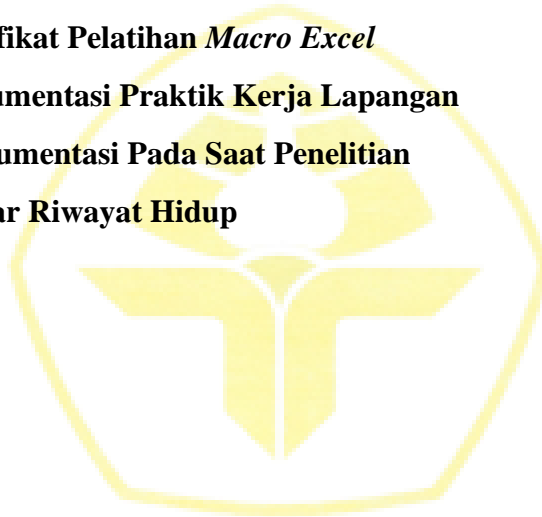 fikat Pelatihan Macro Excel
umentasi Praktik Kerja Lapangan
umentasi Pada Saat Penelitian
ar Riwayat Hidup